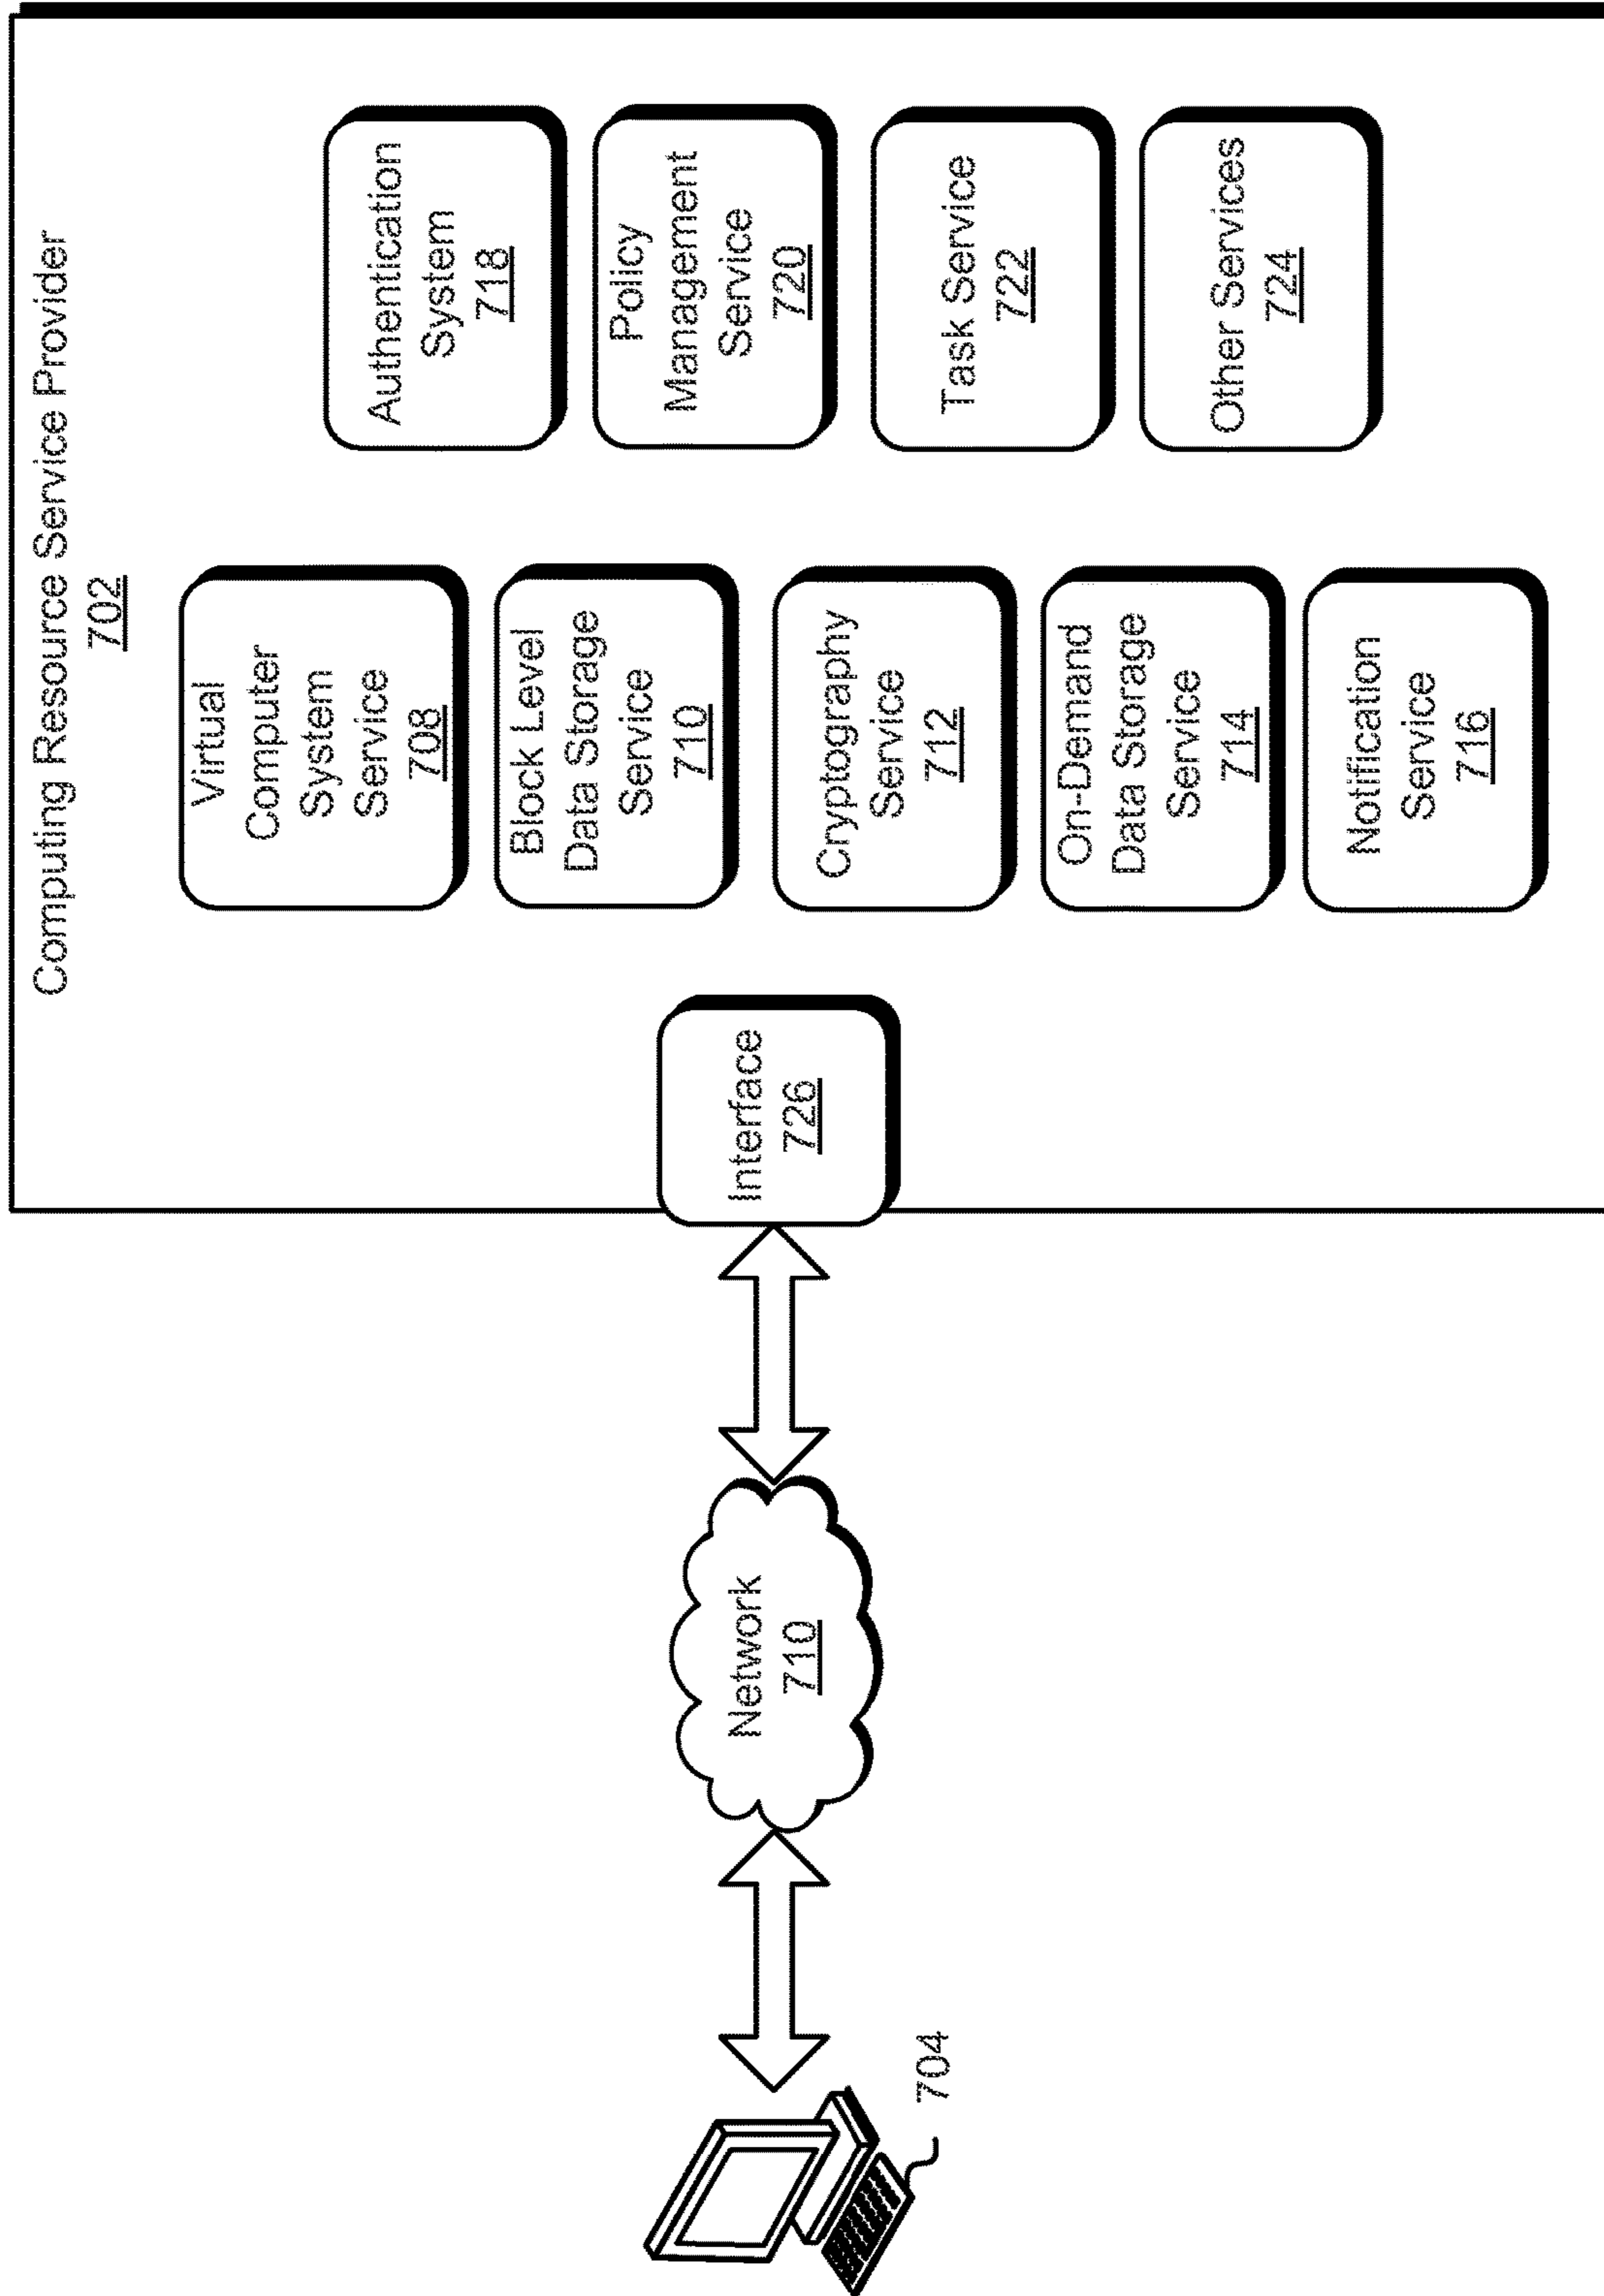 Computing Resource Service Provider
702
Virtual
Computer
System
Service
708
Block Level
Data Storage
Service
710
Cryptography
Service
712
On-Demand
Data Storage
Service
714
Notification
Service
716
Authentication
System
718
Policy
Management
Service
720
Task Service
722
Other Services
724
Interface
726
Network
710
704